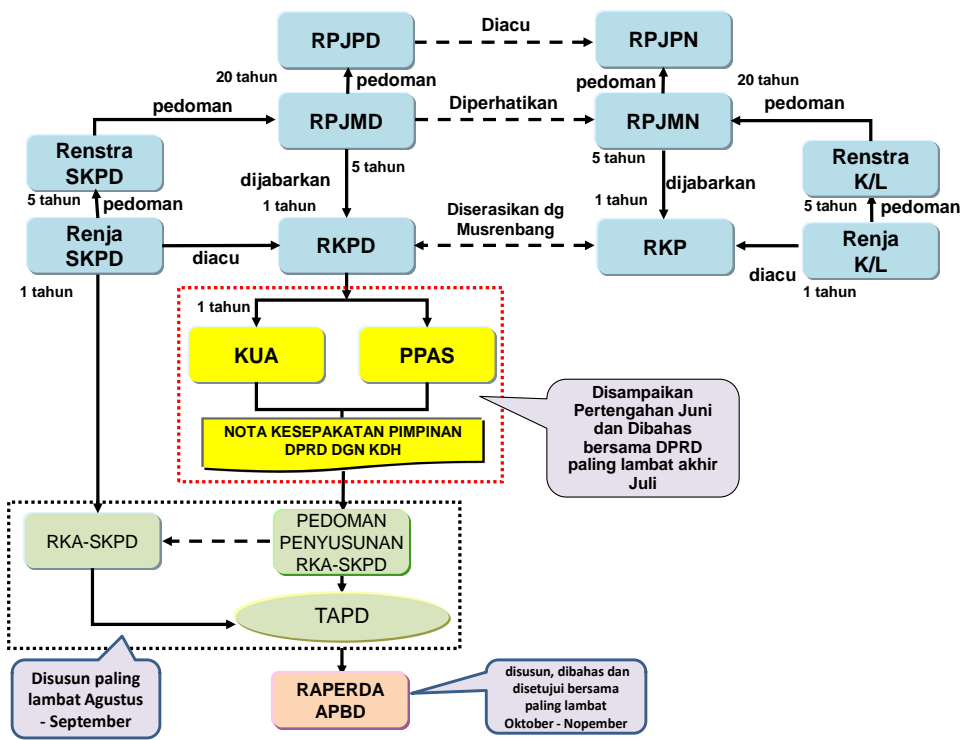 RPJPD
Diacu
RPJPN
20 tahun
pedoman
pedoman
20 tahun
pedoman
RPJMD
Diperhatikan
RPJMN
pedoman
Renstra
SKPD
5 tahun
5 tahun
Renstra
K/L
dijabarkan
dijabarkan
5 tahun
pedoman
1 tahun
1 tahun
5 tahun
pedoman
Renja
SKPD
diacu
RKPD
Diserasikan dg
Musrenbang
RKP
diacu
Renja
K/L
1 tahun
1 tahun
1 tahun
KUA
PPAS
NOTA KESEPAKATAN PIMPINAN
DPRD DGN KDH
Disampaikan
Pertengahan Juni
dan Dibahas
bersama DPRD
paling lambat akhir
Juli
RKA-SKPD
PEDOMAN
PENYUSUNAN
RKA-SKPD
TAPD
Disusun paling
lambat Agustus
- September
RAPERDA
APBD
disusun, dibahas dan
disetujui bersama
paling lambat
Oktober - Nopember